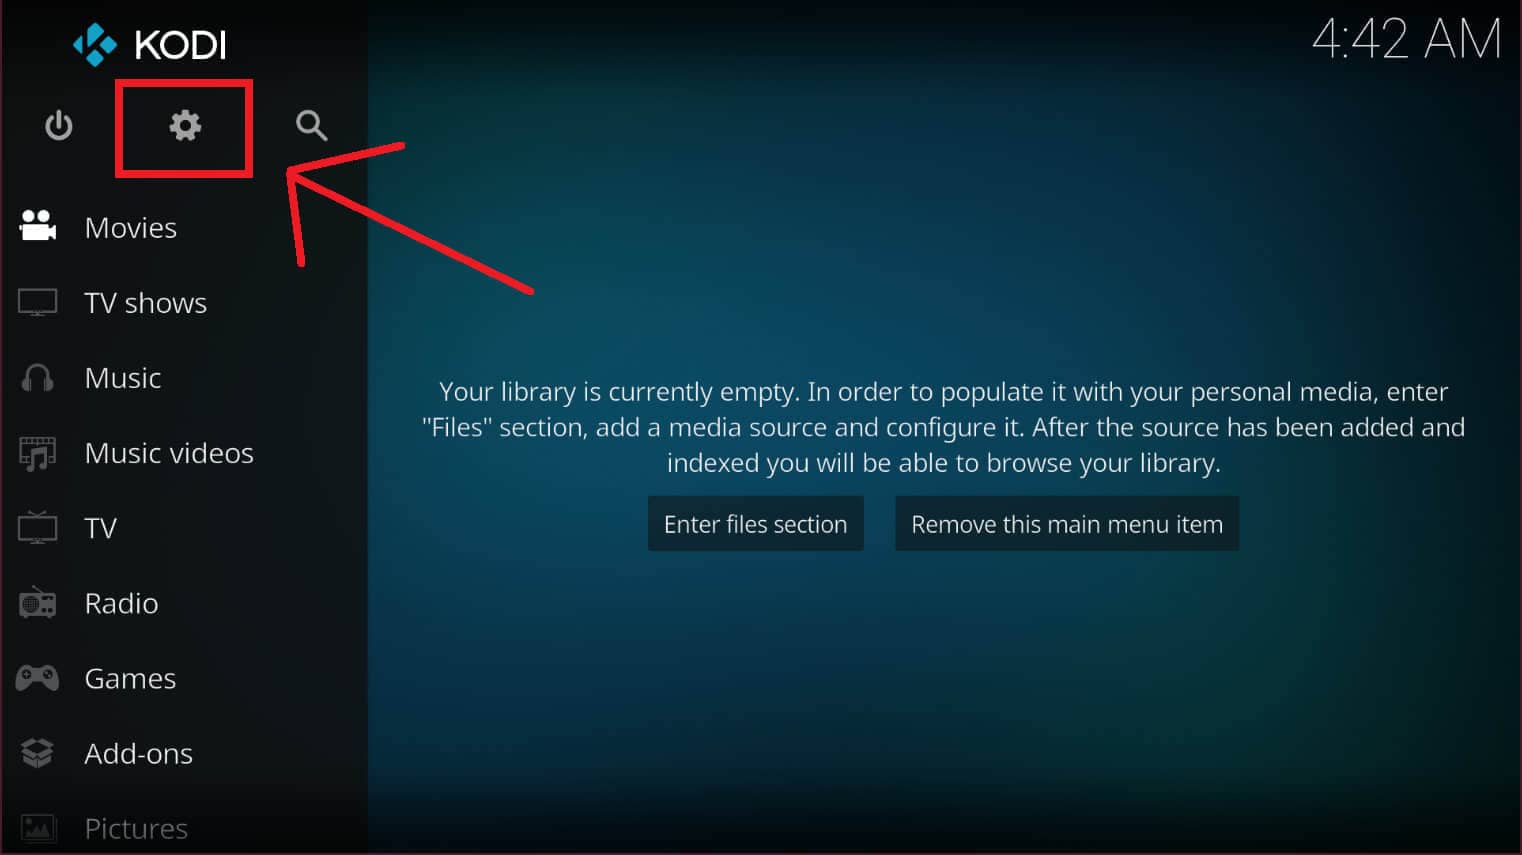 KODI
4:42 AM
Movies
TV shows
Music
Music videos
TV
Radio
Games
Add-ons
Pictures
Your library is currently empty. In order to populate it with your personal media, enter
"Files" section, add a media source and configure it. After the source has been added and
indexed you will be able to browse your library.
Enter files section
Remove this main menu item